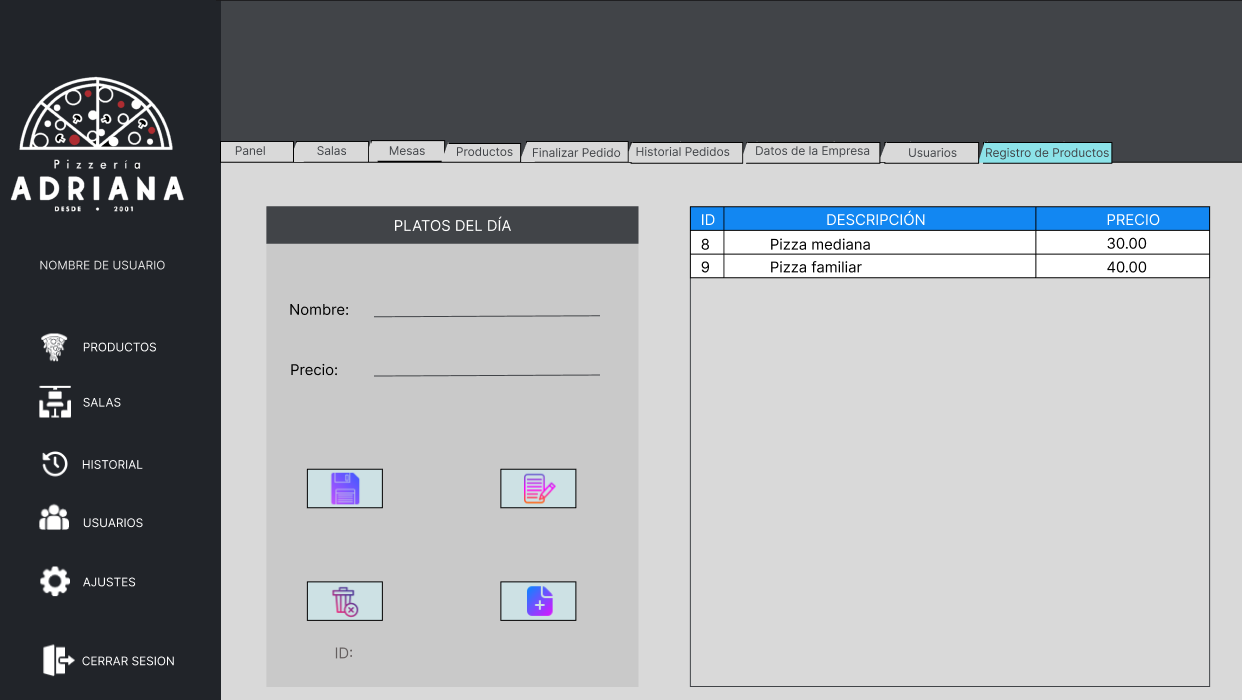 Pizzería
ADRIANA
DESDE • 2001
NOMBRE DE USUARIO
PRODUCTOS
SALAS
HISTORIAL
USUARIOS
AJUSTES
CERRAR SESION
Panel Salas Mesas Productos Finalizar Pedido Historial Pedidos Datos de la Empresa Usuarios Registro de Productos
PLATOS DEL DÍA
Nombre:
Precio:
ID:
ID DESCRIPCIÓN PRECIO
8 Pizza mediana 30.00
9 Pizza familiar 40.00